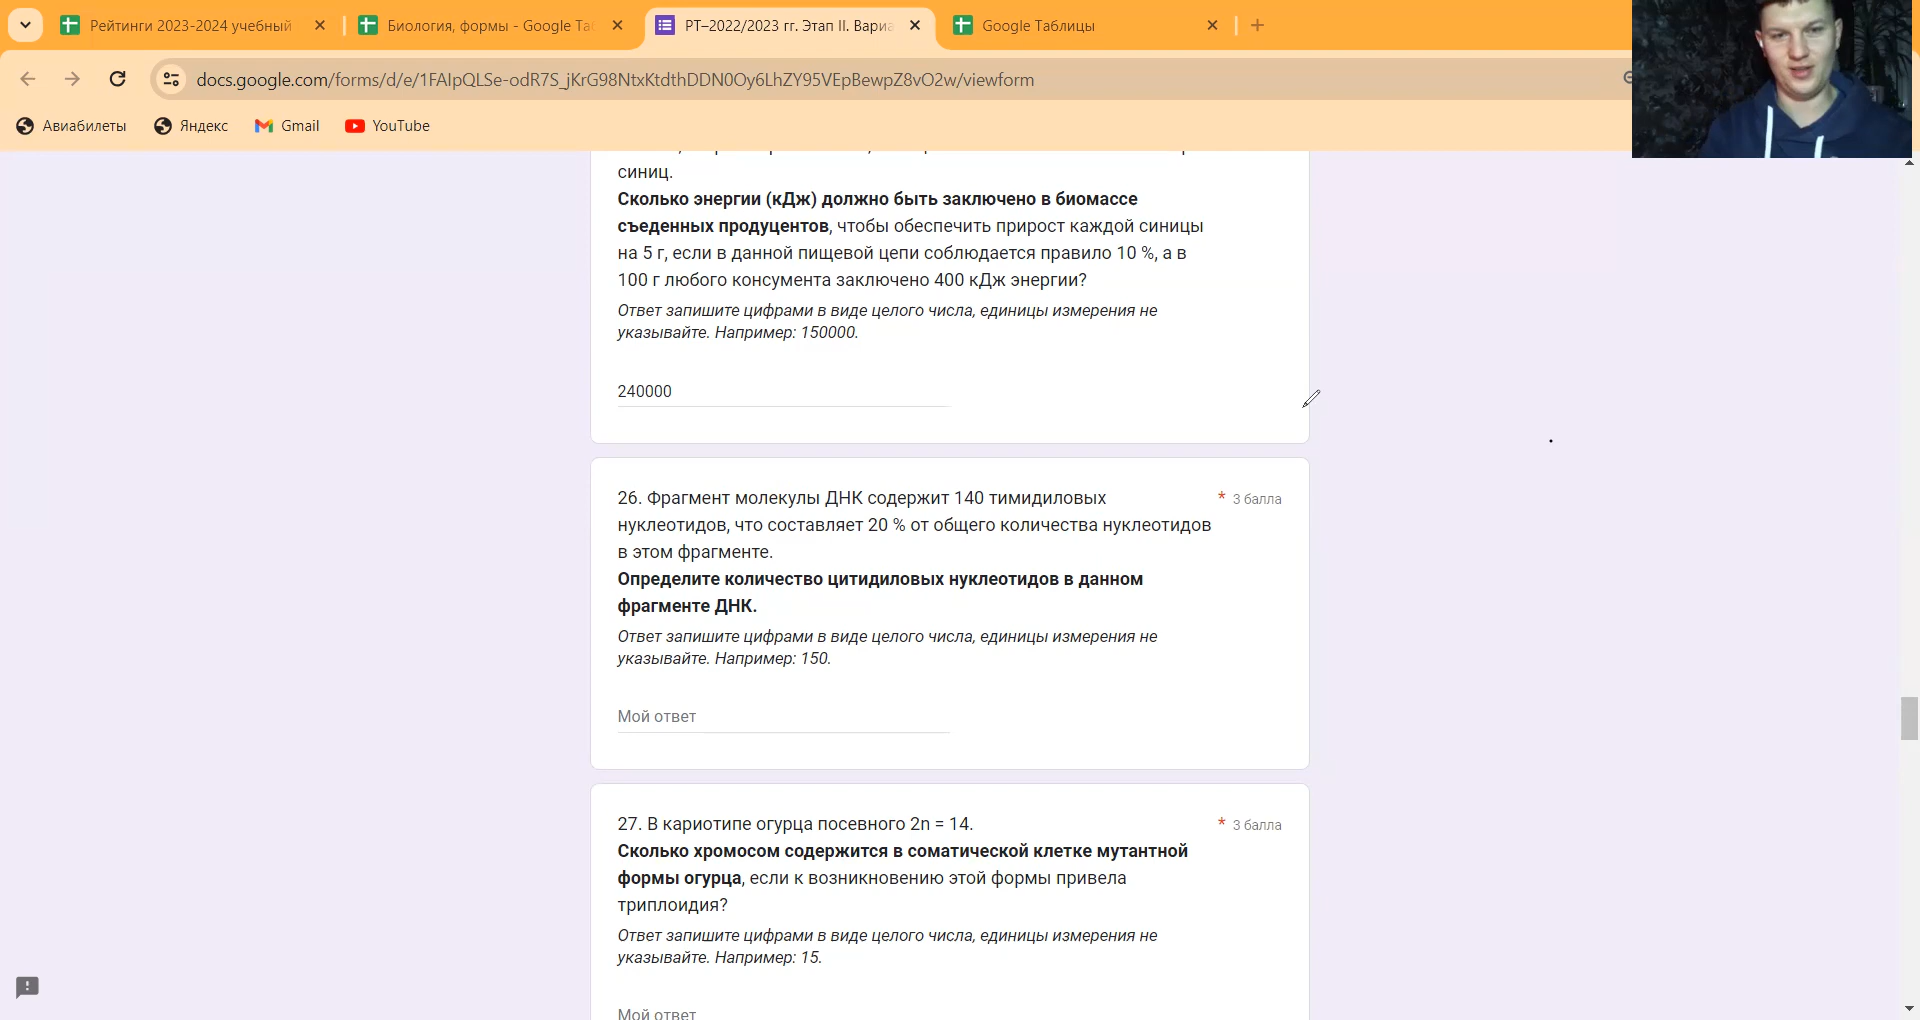 Рейтинги 2023-2024 учебный
Биология, формы - Google Та
РТ–2022/2023 гг. Этап II. Вариа
Google Таблицы
docs.google.com/forms/d/e/1FAIpQLSe-odR7S_jKrG98NtxKtdthDDN0Oy6LhZY95VEpBewpZ8vO2w/viewform
Авиабилеты
Яндекс
Gmail
YouTube
синиц.
Сколько энергии (кДж) должно быть заключено в биомассе
съеденных продуцентов, чтобы обеспечить прирост каждой синицы
на 5 г, если в данной пищевой цепи соблюдается правило 10 %, а в
100 г любого консумента заключено 400 кДж энергии?
Ответ запишите цифрами в виде целого числа, единицы измерения не
указывайте. Например: 150000.
240000
26. Фрагмент молекулы ДНК содержит 140 тимидиловых
* 3 балла
нуклеотидов, что составляет 20 % от общего количества нуклеотидов
в этом фрагменте.
Определите количество цитидиловых нуклеотидов в данном
фрагменте ДНК.
Ответ запишите цифрами в виде целого числа, единицы измерения не
указывайте. Например: 150.
Мой ответ
27. В кариотипе огурца посевного 2n = 14.
* 3 балла
Сколько хромосом содержится в соматической клетке мутантной
формы огурца, если к возникновению этой формы привела
триплоидия?
Ответ запишите цифрами в виде целого числа, единицы измерения не
указывайте. Например: 15.
Мой ответ